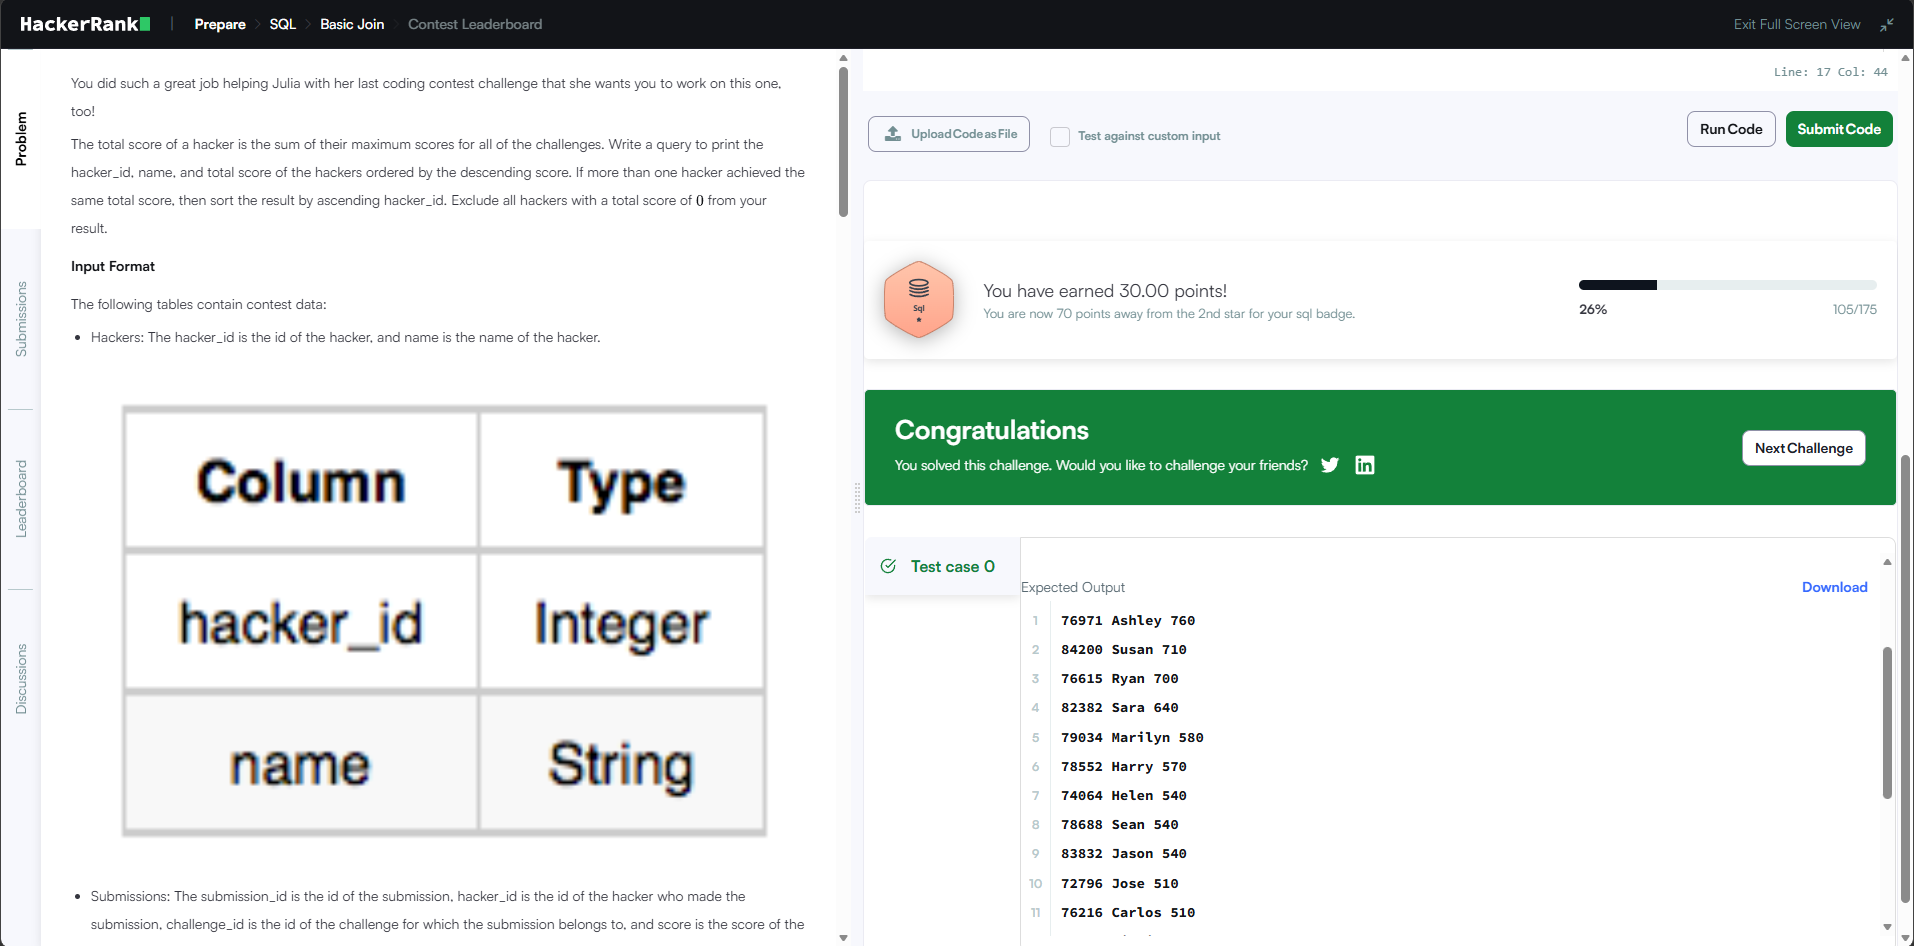 HackerRank
Prepare
SQL
Basic Join
Contest Leaderboard
Exit Full Screen View
Problem
Submissions
Leaderboard
Discussions
You did such a great job helping Julia with her last coding contest challenge that she wants you to work on this one,
too!
The total score of a hacker is the sum of their maximum scores for all of the challenges. Write a query to print the
hacker_id, name, and total score of the hackers ordered by the descending score. If more than one hacker achieved the
same total score, then sort the result by ascending hacker_id. Exclude all hackers with a total score of 0 from your
result.
Input Format
The following tables contain contest data:
• Hackers: The hacker_id is the id of the hacker, and name is the name of the hacker.
Column Type
hacker_id Integer
name String
• Submissions: The submission_id is the id of the submission, hacker_id is the id of the hacker who made the
submission, challenge_id is the id of the challenge for which the submission belongs to, and score is the score of the
Line: 17 Col: 44
Upload Code as File
Test against custom input
Run Code
Submit Code
Sql
You have earned 30.00 points!
You are now 70 points away from the 2nd star for your sql badge.
26%
105/175
Congratulations
You solved this challenge. Would you like to challenge your friends?
Next Challenge
Test case 0
Expected Output
Download
1 76971 Ashley 760
2 84200 Susan 710
3 76615 Ryan 700
4 82382 Sara 640
5 79034 Marilyn 580
6 78552 Harry 570
7 74064 Helen 540
8 78688 Sean 540
9 83832 Jason 540
10 72796 Jose 510
11 76216 Carlos 510